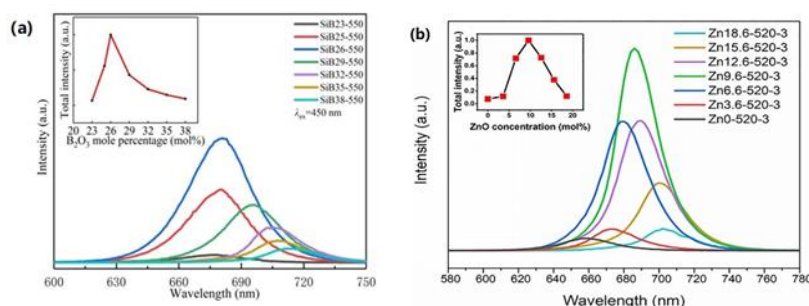 (a)
Total intensity (a.u.)
20 23 26 29 32 35 38
B₂O₃ mole percentage (mol%)
SiB23-550
SiB25-550
SiB26-550
SiB29-550
SiB32-550
SiB35-550
SiB38-550
λex=450 nm
Intensity (a.u.)
600 630 660 690 720 750
Wavelength (nm)
(b)
Total intensity (a.u.)
1.0
0.8
0.6
0.4
0.2
0.0
0 5 10 15 20
ZnO concentration (mol%)
Zn18.6-520-3
Zn15.6-520-3
Zn12.6-520-3
Zn9.6-520-3
Zn6.6-520-3
Zn3.6-520-3
Zn0-520-3
Intensity (a.u.)
580 600 620 640 660 680 700 720 740 760 780
Wavelength (nm)